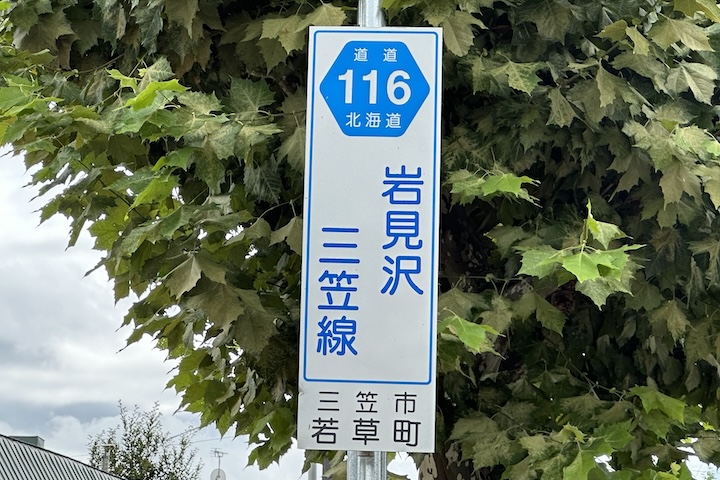 道道
116
北海道
岩見沢
三笠線
三笠市
若草町